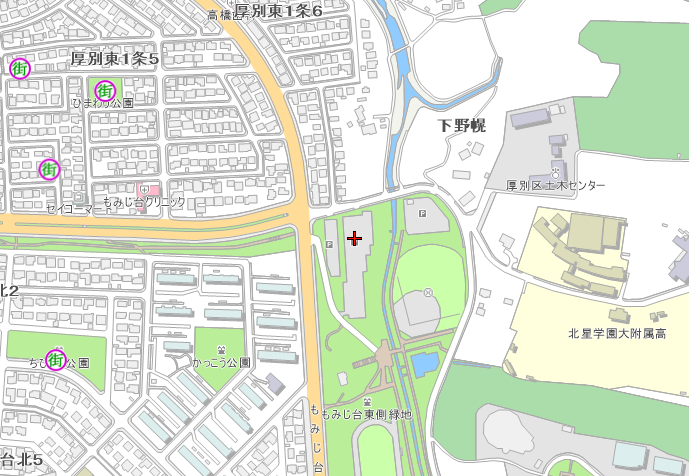 高橋
厚別東1条6
厚別東1条5
街
街
ひまわり公園
下野幌
街
厚別区土木センター
もみじ台クリニック
セイコーマート
P
P
北2
北星学園大附属高
ちび
街
公園
かっこう公園
もみじ台東側緑地
もみじ台
台北5